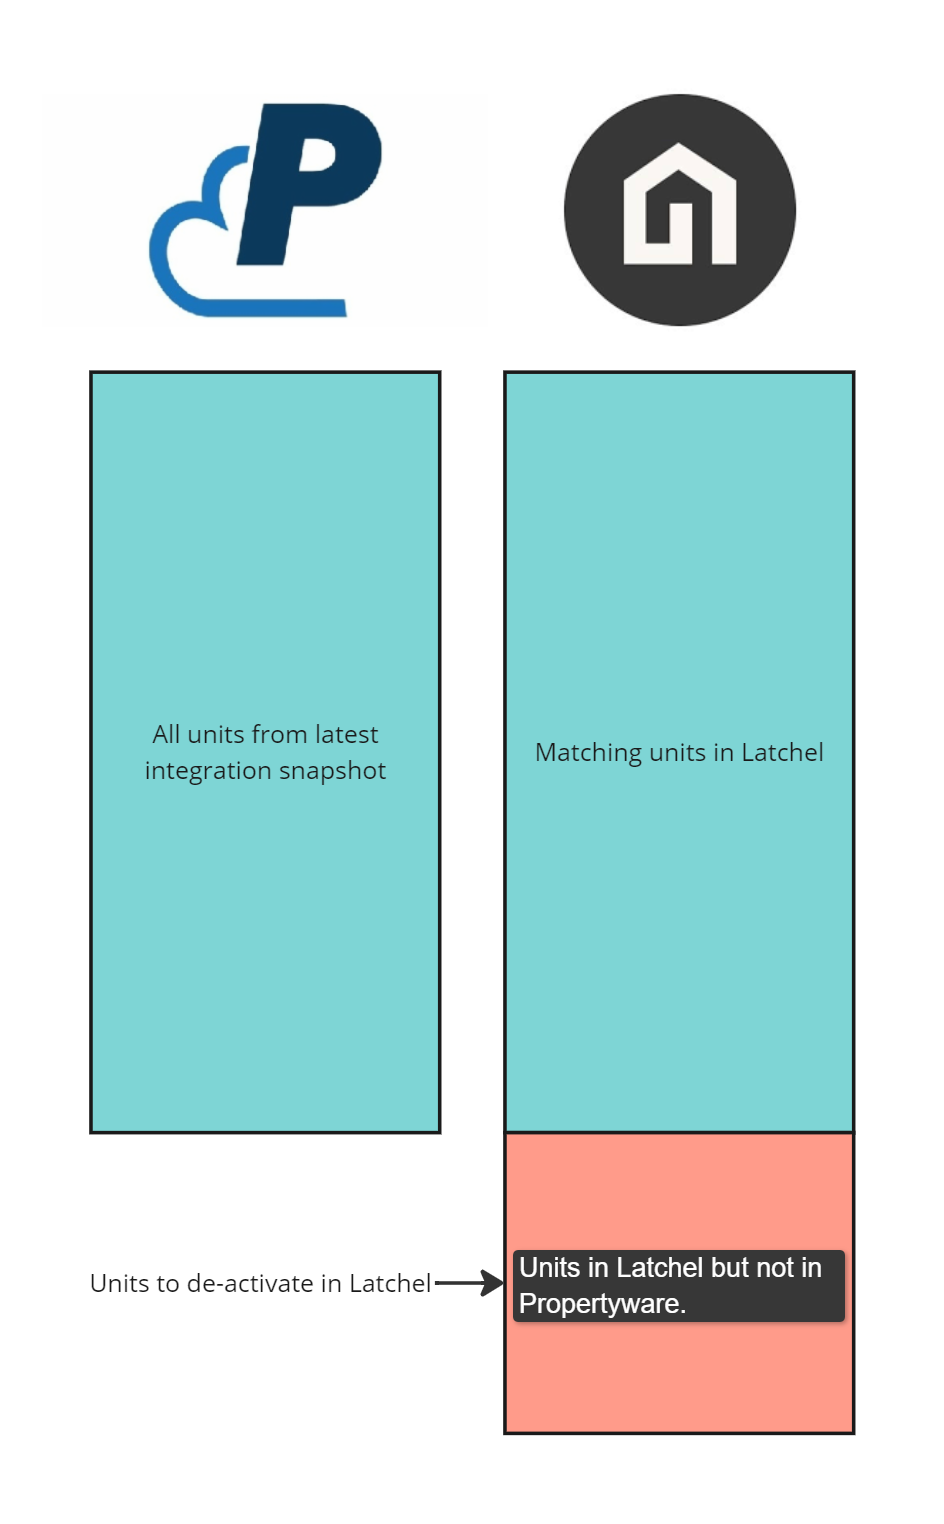 P
All units from latest
integration snapshot
Matching units in Latchel
Units to de-activate in Latchel
Units in Latchel but not in
Propertyware.